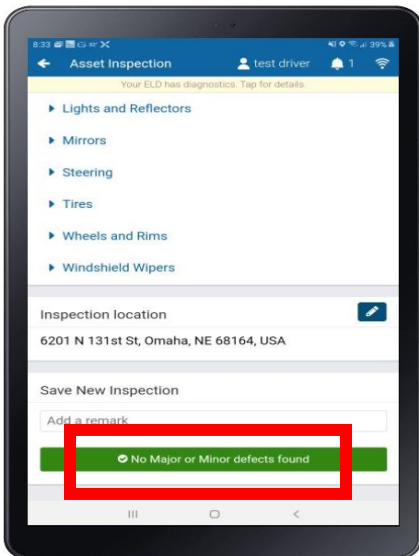 8:33 39%
Asset Inspection test driver 1
Your ELD has diagnostics. Tap for details.
Lights and Reflectors
Mirrors
Steering
Tires
Wheels and Rims
Windshield Wipers
Inspection location
6201 N 131st St, Omaha, NE 68164, USA
Save New Inspection
Add a remark
No Major or Minor defects found